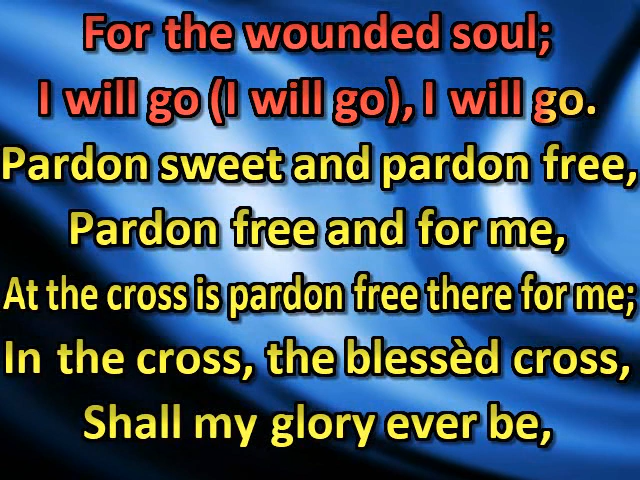 For the wounded soul;
I will go (I will go), I will go.
Pardon sweet and pardon free,
Pardon free and for me,
At the cross is pardon free there for me;
In the cross, the blessèd cross,
Shall my glory ever be,